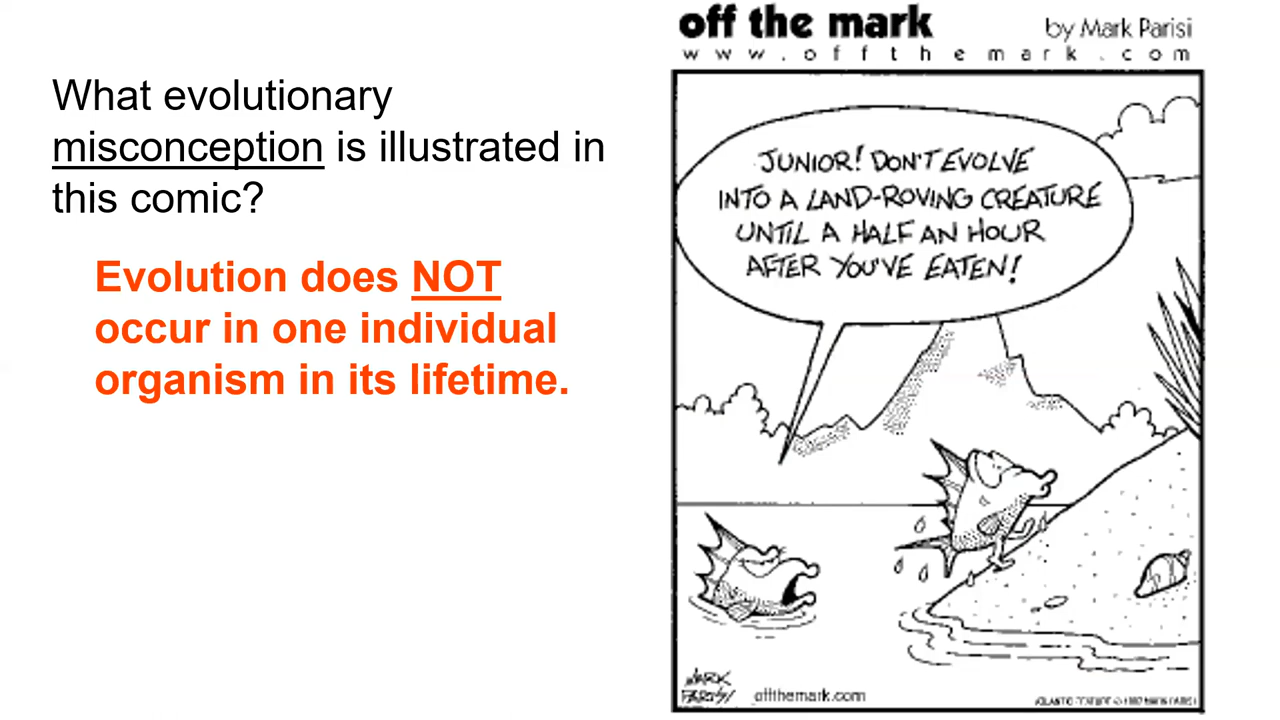 What evolutionary
misconception is illustrated in
this comic?
Evolution does NOT
occur in one individual
organism in its lifetime.
off the mark
by Mark Parisi
www.offthemark.com
JUNIOR! DON'T EVOLVE
INTO A LAND-ROVING CREATURE
UNTIL A HALF AN HOUR
AFTER YOU'VE EATEN!
MARK
PARISI
offthemark.com
MARK PARISI